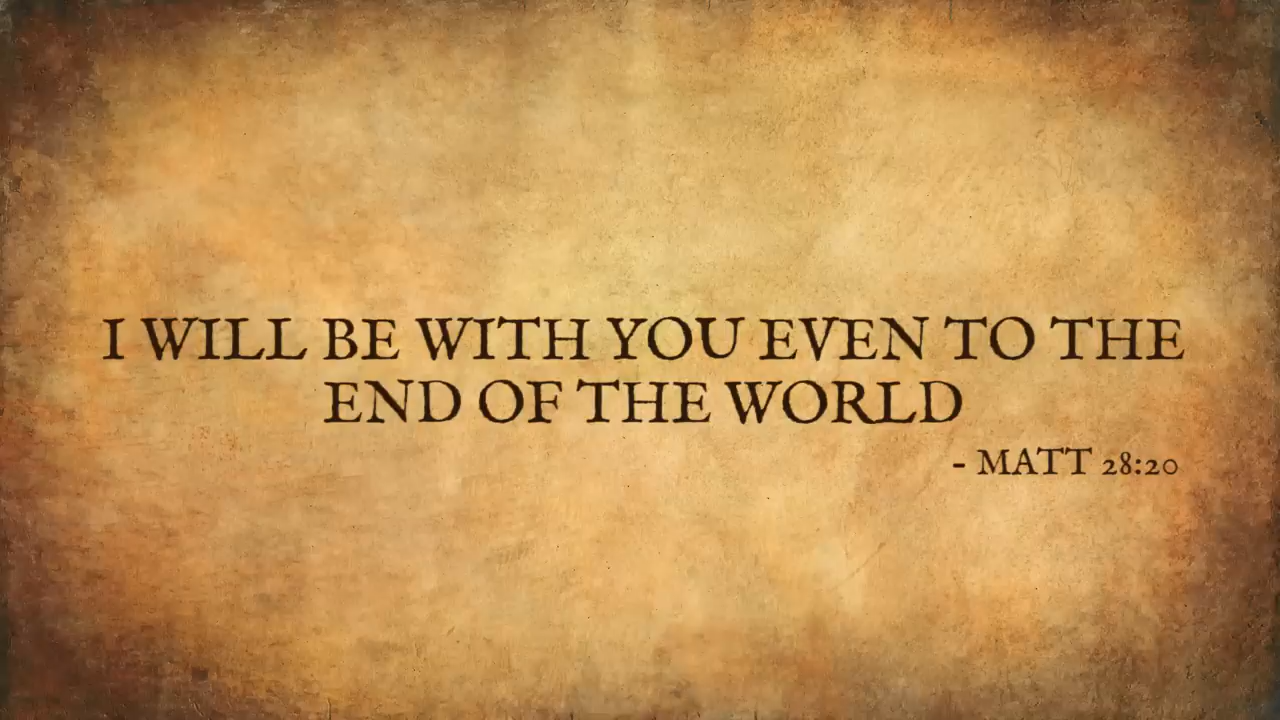 I WILL BE WITH YOU EVEN TO THE
END OF THE WORLD
- MATT 28:20